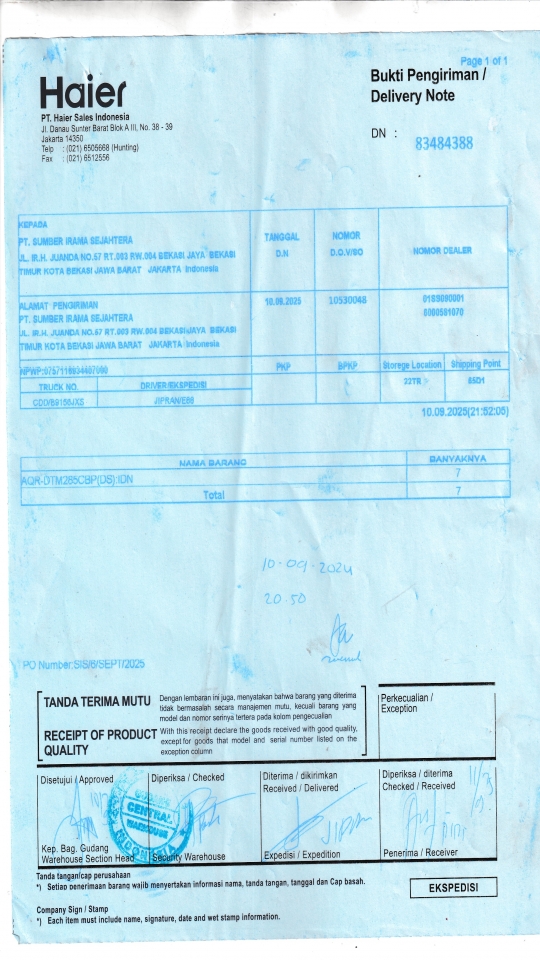 Page 1 of 1
Haier
Bukti Pengiriman /
Delivery Note
PT. Haier Sales Indonesia
Jl. Danau Sunter Barat Blok A III, No. 38 - 39
Jakarta 14350
Telp : (021) 6505668 (Hunting)
Fax : (021) 6512556
DN : 83484388
KEPADA
PT. SUMBER IRAMA SEJAHTERA
JL. IR.H. JUANDA NO.57 RT.003 RW.004 BEKASI JAYA BEKASI
TIMUR KOTA BEKASI JAWA BARAT JAKARTA Indonesia
TANGGAL
D.N
NOMOR
D.O.V/SO
NOMOR DEALER
ALAMAT PENGIRIMAN
PT. SUMBER IRAMA SEJAHTERA
JL. IR.H. JUANDA NO.57 RT.003 RW.004 BEKASI JAYA BEKASI
TIMUR KOTA BEKASI JAWA BARAT JAKARTA Indonesia
10.09.2025
10530048
PKP
BPKP
Storege Location
Shipping Point
TRUCK NO.
DRIVER/EKSPEDISI
22TR
65D1
CDD/B9156JXS
JIPRAN/E66
10.09.2025(21:52:05)
NAMA BARANG
BANYAKNYA
AQR-DTM265CBP(DS):IDN
7
Total
7
10-09-2024
20.50
PO Number:SIS/6/SEPT/2025
TANDA TERIMA MUTU
Dengan lembaran ini juga, menyatakan bahwa barang yang diterima
tidak bermasalah secara manajemen mutu, kecuali barang yang
model dan nomor serinya tertera pada kolom pengecualian
RECEIPT OF PRODUCT
QUALITY
With this receipt declare the goods received with good quality,
except for goods that model and serial number listed on the
exception column
Perkecualian /
Exception
Disetujui / Approved
Diperiksa / Checked
Diterima / dikirimkan
Received / Delivered
Diperiksa / diterima
Checked / Received
CENTRAL
WAREHOUSE
INDONESIA
JIPRAN
Kep. Bag. Gudang
Warehouse Section Head
Security Warehouse
Expedisi / Expedition
Penerima / Receiver
Tanda tangan/cap perusahaan
*) Setiap penerimaan barang wajib menyertakan informasi nama, tanda tangan, tanggal dan Cap basah.
EKSPEDISI
Company Sign / Stamp
*) Each item must include name, signature, date and wet stamp information.